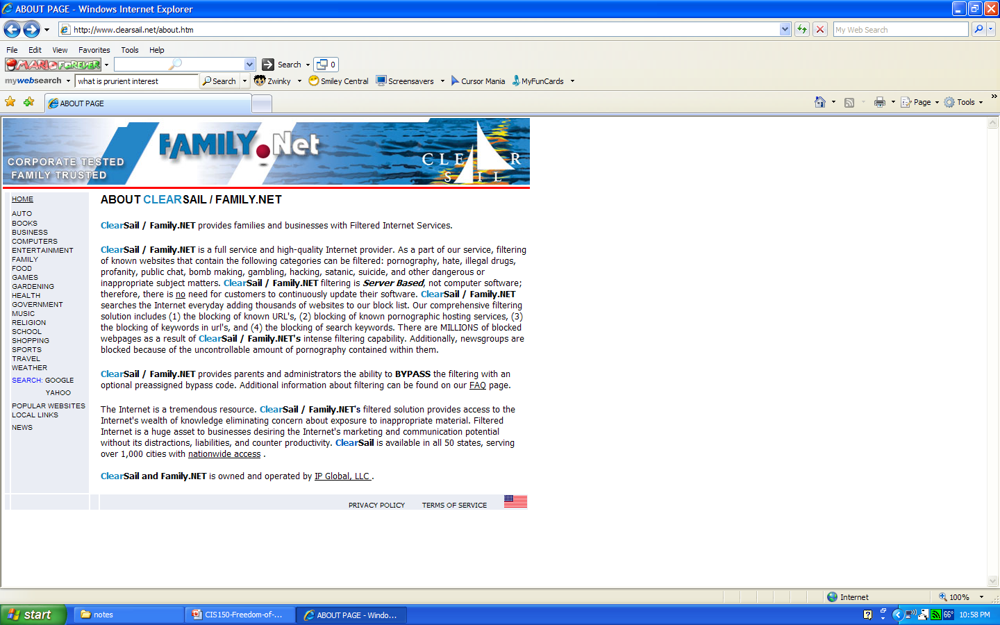 ABOUT PAGE - Windows Internet Explorer
http://www.clearsail.net/about.htm
My Web Search
File Edit View Favorites Tools Help
MARIO FOREVER Search 0
mywebsearch what is prurient interest Search Zwinky Smiley Central Screensavers Cursor Mania MyFunCards
ABOUT PAGE
Page Tools »
FAMILY.Net
CORPORATE TESTED
FAMILY TRUSTED
CLEAR
SAIL
HOME
AUTO
BOOKS
BUSINESS
COMPUTERS
ENTERTAINMENT
FAMILY
FOOD
GAMES
GARDENING
HEALTH
GOVERNMENT
MUSIC
RELIGION
SCHOOL
SHOPPING
SPORTS
TRAVEL
WEATHER
SEARCH: GOOGLE
YAHOO
POPULAR WEBSITES
LOCAL LINKS
NEWS
ABOUT CLEARSAIL / FAMILY.NET
ClearSail / Family.NET provides families and businesses with Filtered Internet Services.
ClearSail / Family.NET is a full service and high-quality Internet provider. As a part of our service, filtering
of known websites that contain the following categories can be filtered: pornography, hate, illegal drugs,
profanity, public chat, bomb making, gambling, hacking, satanic, suicide, and other dangerous or
inappropriate subject matters. ClearSail / Family.NET filtering is Server Based, not computer software;
therefore, there is no need for customers to continuously update their software. ClearSail / Family.NET
searches the Internet everyday adding thousands of websites to our block list. Our comprehensive filtering
solution includes (1) the blocking of known URL's, (2) blocking of known pornographic hosting services, (3)
the blocking of keywords in url's, and (4) the blocking of search keywords. There are MILLIONS of blocked
webpages as a result of ClearSail / Family.NET's intense filtering capability. Additionally, newsgroups are
blocked because of the uncontrollable amount of pornography contained within them.
ClearSail / Family.NET provides parents and administrators the ability to BYPASS the filtering with an
optional preassigned bypass code. Additional information about filtering can be found on our FAQ page.
The Internet is a tremendous resource. ClearSail / Family.NET's filtered solution provides access to the
Internet's wealth of knowledge eliminating concern about exposure to inappropriate material. Filtered
Internet is a huge asset to businesses desiring the Internet's marketing and communication potential
without its distractions, liabilities, and counter productivity. ClearSail is available in all 50 states, serving
over 1,000 cities with nationwide access .
ClearSail and Family.NET is owned and operated by IP Global, LLC .
PRIVACY POLICY TERMS OF SERVICE
Internet 100%
start notes CIS150-Freedom-of-... ABOUT PAGE - Windo... 66° 10:58 PM